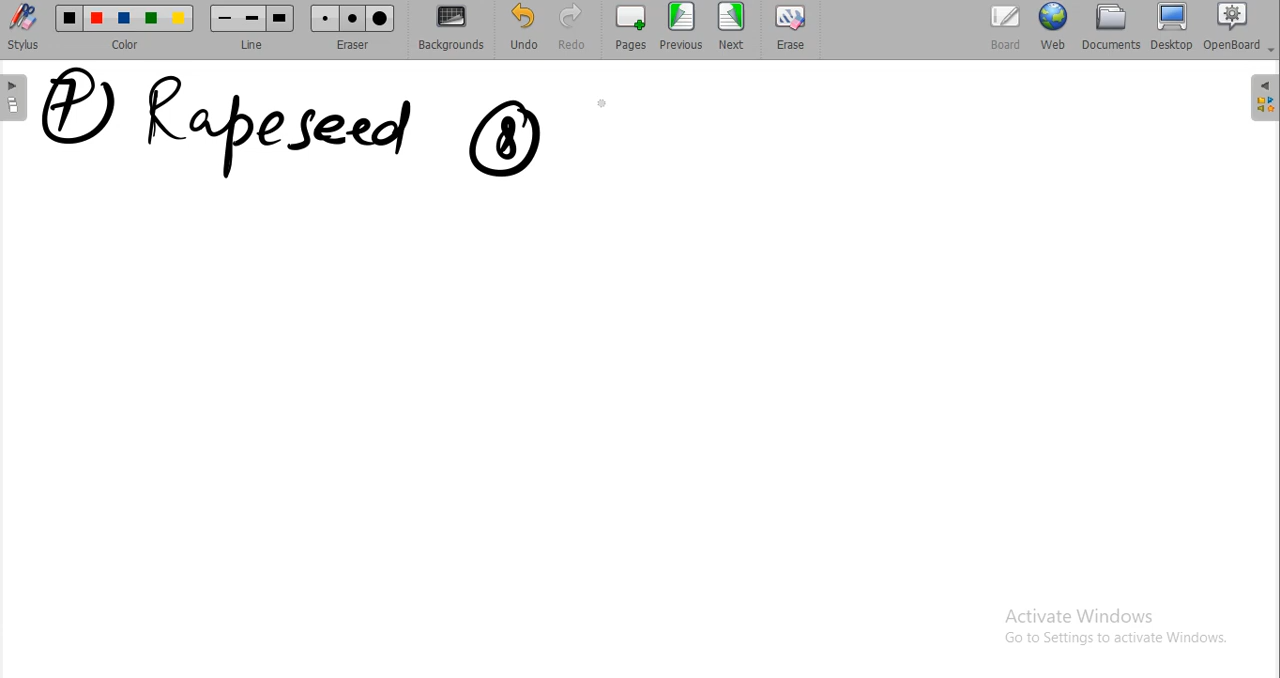 Stylus Color Line Eraser Backgrounds Undo Redo Pages Previous Next Erase Board Web Documents Desktop OpenBoard
7 Rapeseed 8
Activate Windows
Go to Settings to activate Windows.